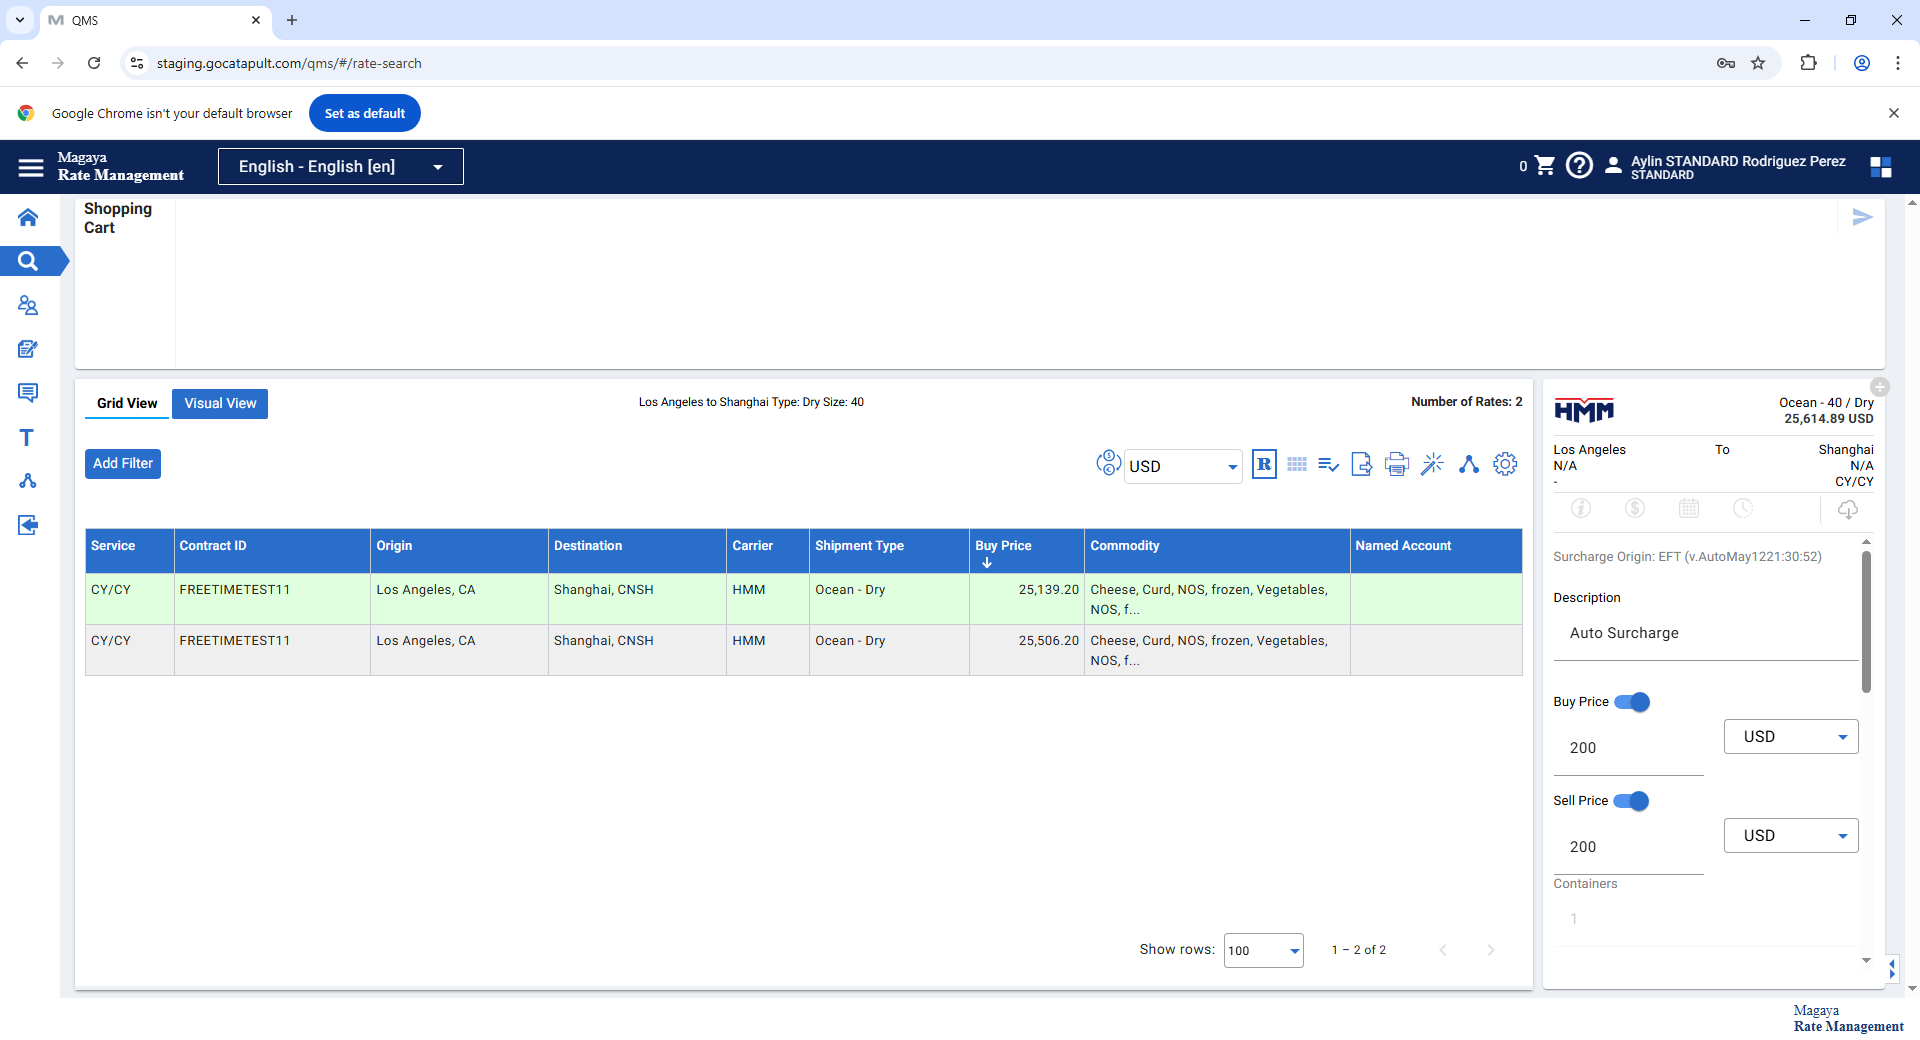 QMS
staging.gocatapult.com/qms/#/rate-search
Google Chrome isn't your default browser
Set as default
Magaya
Rate Management
English - English [en]
0
Aylin STANDARD Rodriguez Perez
STANDARD
Shopping
Cart
Grid View
Visual View
Los Angeles to Shanghai Type: Dry Size: 40
Number of Rates: 2
Add Filter
USD
R
Service Contract ID Origin Destination Carrier Shipment Type Buy Price Commodity Named Account
CY/CY FREETIMETEST11 Los Angeles, CA Shanghai, CNSH HMM Ocean - Dry 25,139.20 Cheese, Curd, NOS, frozen, Vegetables,
NOS, f...
CY/CY FREETIMETEST11 Los Angeles, CA Shanghai, CNSH HMM Ocean - Dry 25,506.20 Cheese, Curd, NOS, frozen, Vegetables,
NOS, f...
Show rows: 100 1 – 2 of 2
HMM
Ocean - 40 / Dry
25,614.89 USD
Los Angeles To Shanghai
N/A N/A
- CY/CY
Surcharge Origin: EFT (v.AutoMay1221:30:52)
Description
Auto Surcharge
Buy Price
200 USD
Sell Price
200 USD
Containers
1
Magaya
Rate Management
T